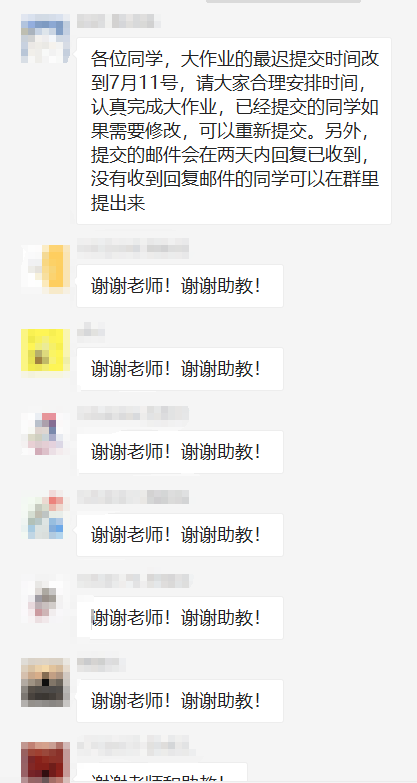 各位同学，大作业的最迟提交时间改
到7月11号，请大家合理安排时间，
认真完成大作业，已经提交的同学如
果需要修改，可以重新提交。另外，
提交的邮件会在两天内回复已收到，
没有收到回复邮件的同学可以在群里
提出来
谢谢老师！谢谢助教！
谢谢老师！谢谢助教！
谢谢老师！谢谢助教！
谢谢老师！谢谢助教！
谢谢老师！谢谢助教！
谢谢老师！谢谢助教！
谢谢老师和助教！